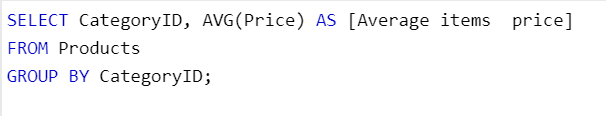 SELECT CategoryID, AVG(Price) AS [Average items  price]
FROM Products
GROUP BY CategoryID;